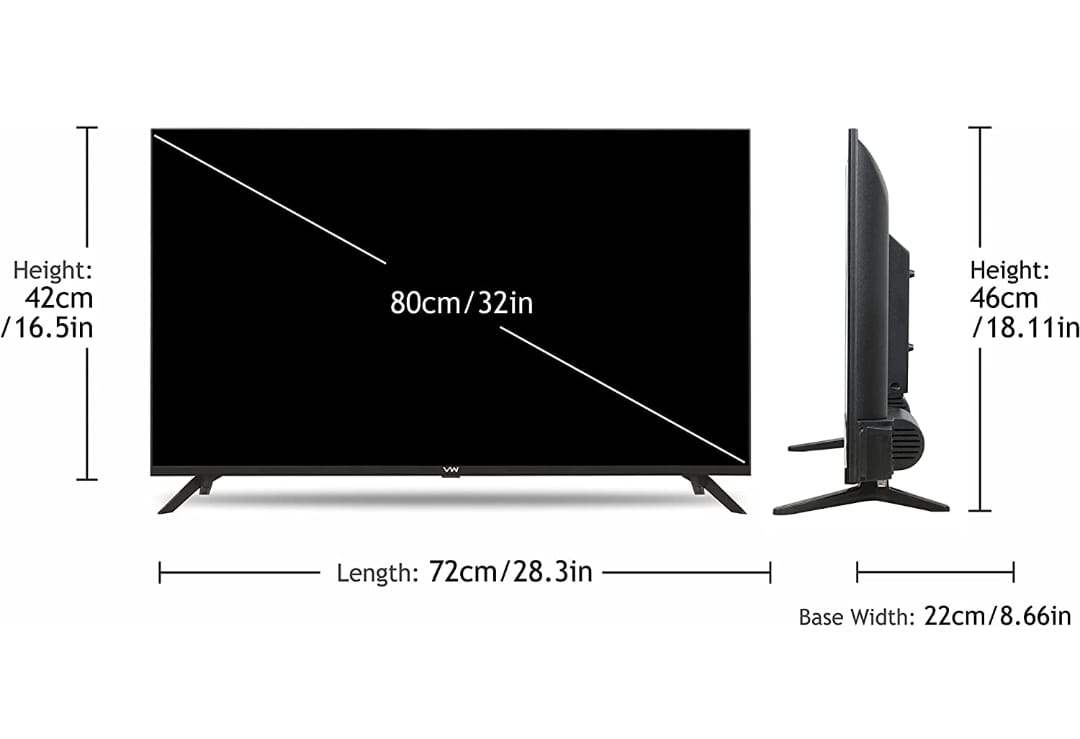 Height:
42cm
/16.5in
80cm/32in
VW
Height:
46cm
/18.11in
Length: 72cm/28.3in
Base Width: 22cm/8.66in